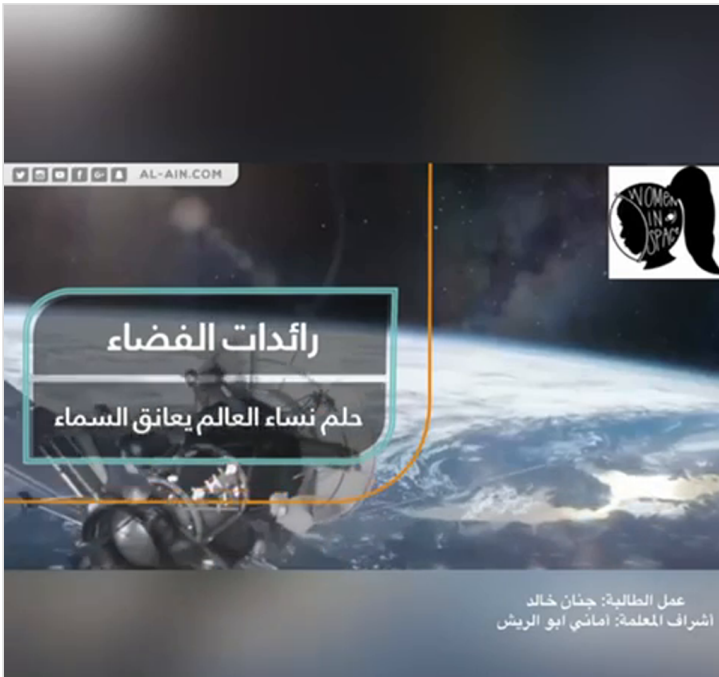 AL-AIN.COM
WOMEN
IN
SPACE
رائدات الفضاء
حلم نساء العالم يعانق السماء
عمل الطالبة: جنان خالد
أشراف المعلمة: أماني ابو الريش